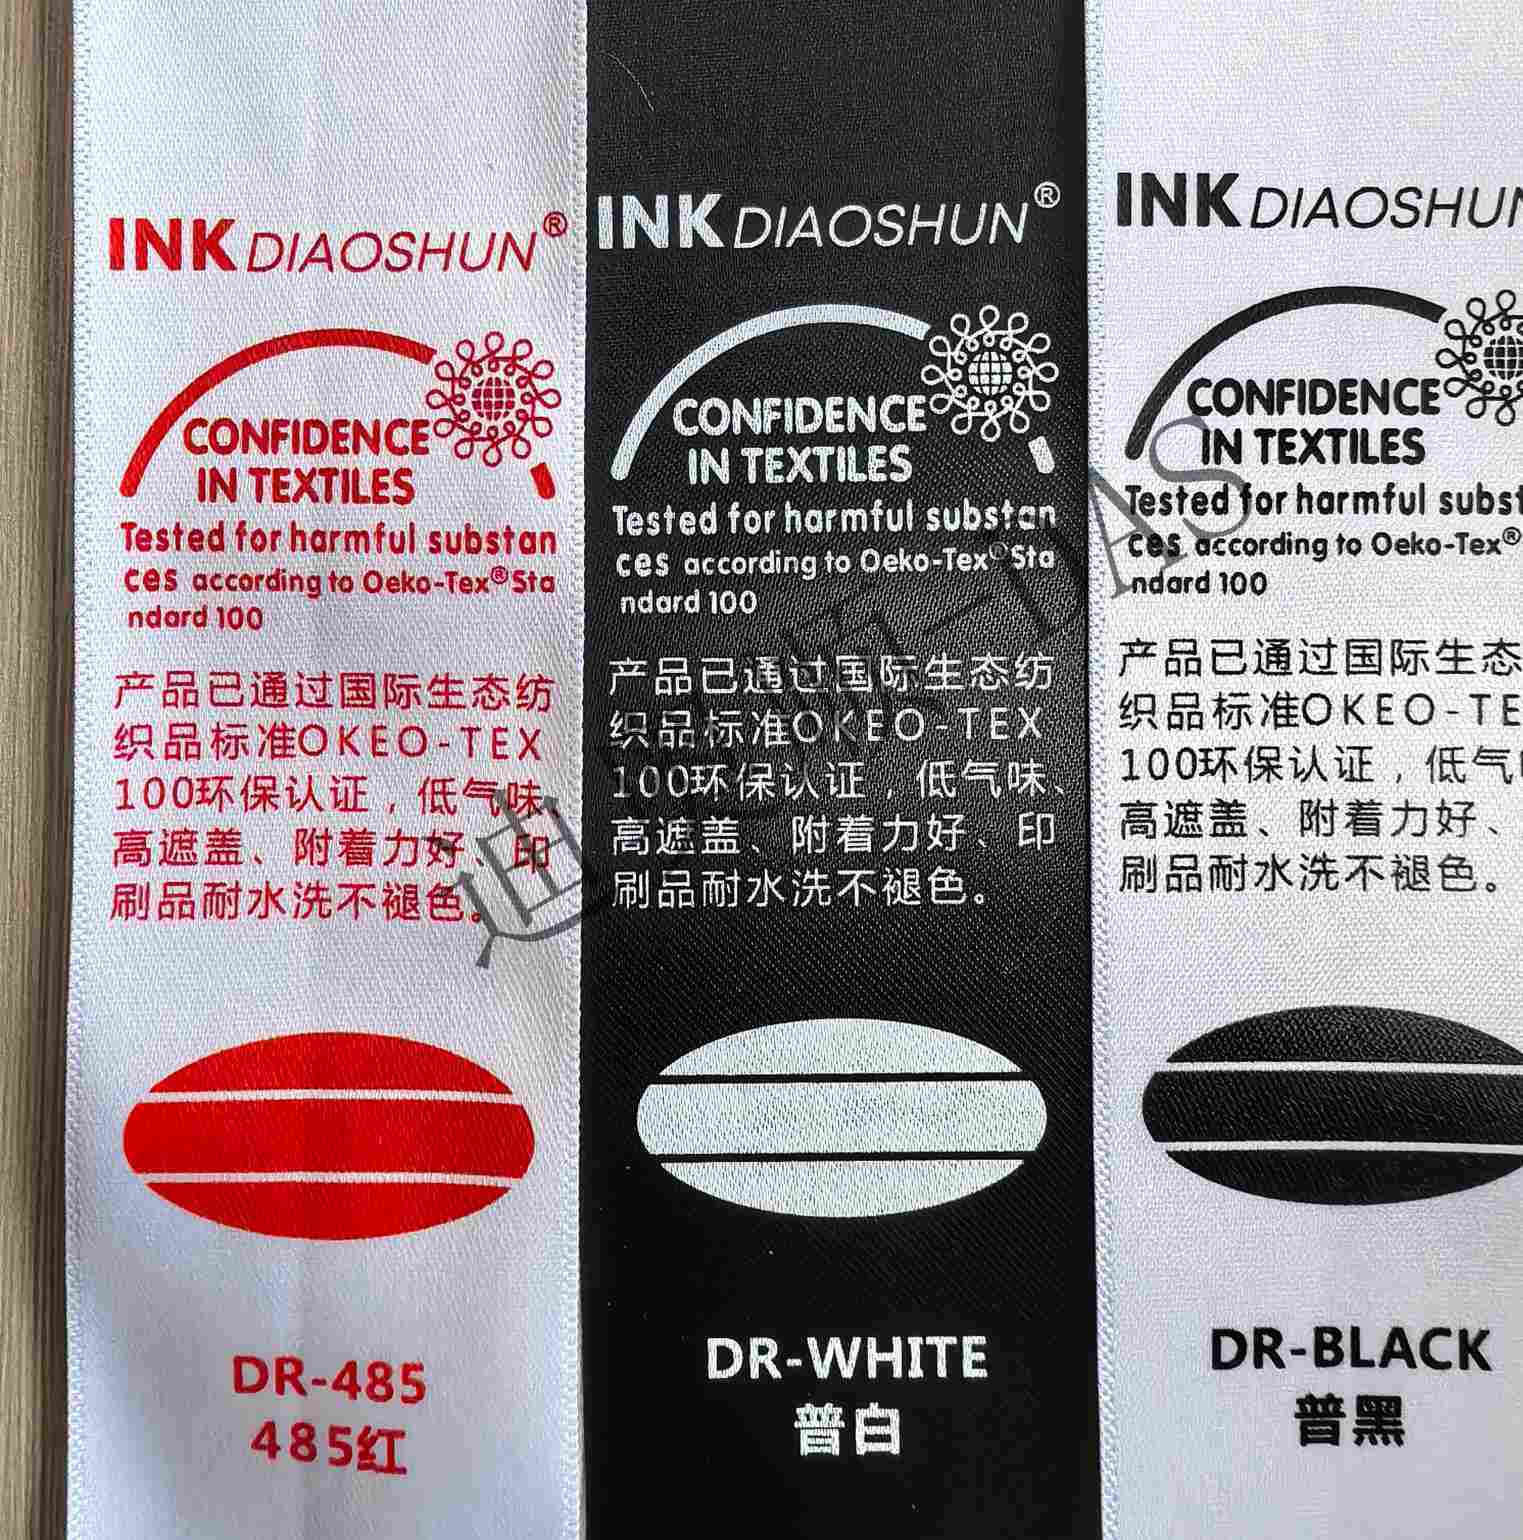 INK DIAOSHUN®
CONFIDENCE
IN TEXTILES
Tested for harmful substan
ces according to Oeko-Tex® Sta
ndard 100
产品已通过国际生态纺
织品标准OKEO-TEX
100环保认证，低气味、
高遮盖、附着力好、印
刷品耐水洗不褪色。
DR-485
485红
INK DIAOSHUN®
CONFIDENCE
IN TEXTILES
Tested for harmful substan
ces according to Oeko-Tex® Sta
ndard 100
产品已通过国际生态纺
织品标准OKEO-TEX
100环保认证，低气味、
高遮盖、附着力好、印
刷品耐水洗不褪色。
DR-WHITE
普白
INK DIAOSHUN
CONFIDENCE
IN TEXTILES
Tested for harmful subst
ces according to Oeko-Tex®
ndard 100
产品已通过国际生态
织品标准OKEO-TE
100环保认证，低气
高遮盖、附着力好、
刷品耐水洗不褪色。
DR-BLACK
普黑